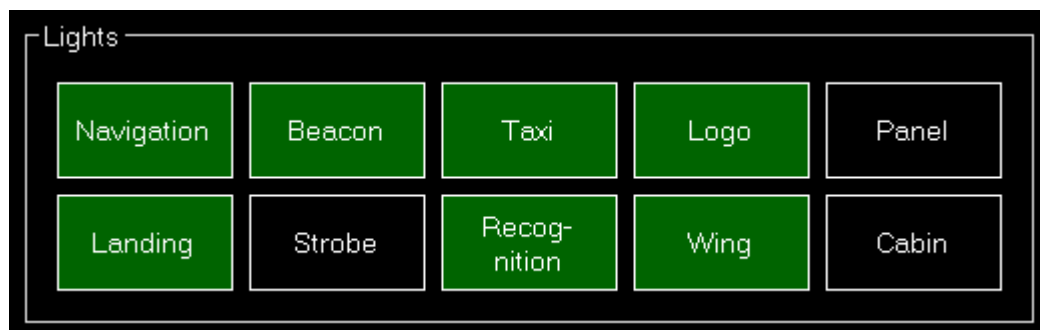 Lights
Navigation
Beacon
Taxi
Logo
Panel
Landing
Strobe
Recog-
nition
Wing
Cabin